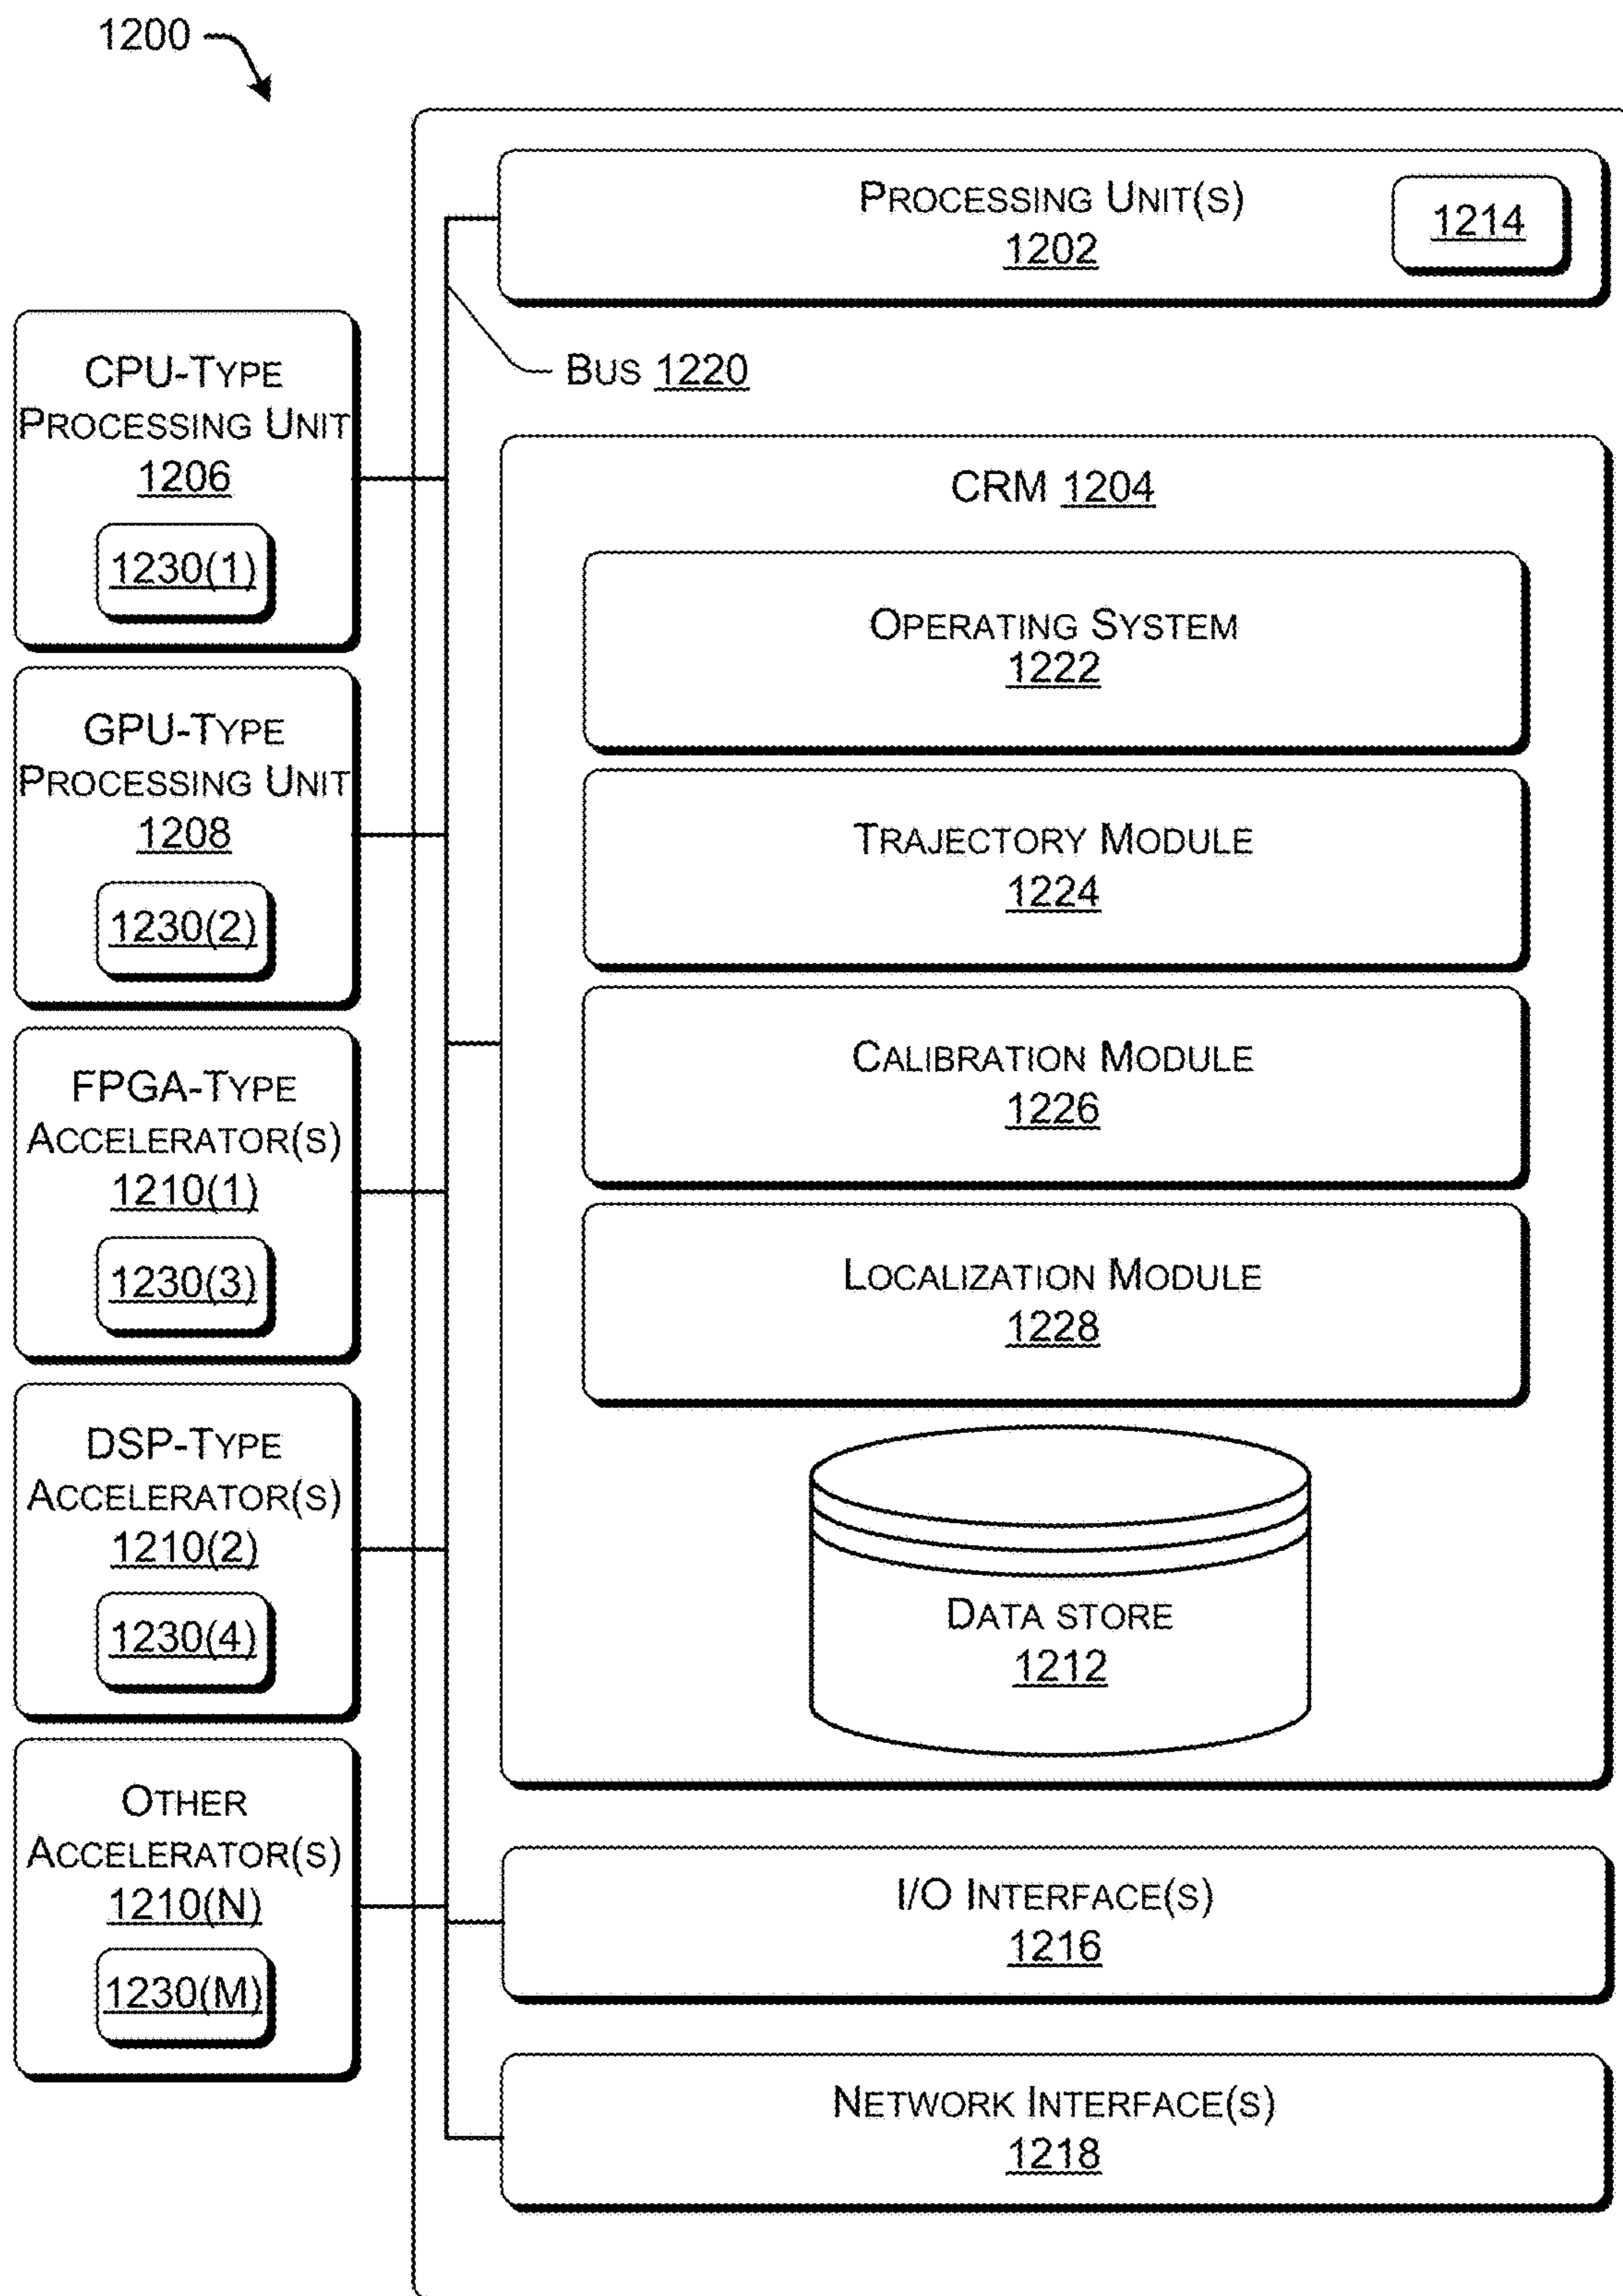 1200
PROCESSING UNIT(S)
1202
1214
BUS 1220
CPU-TYPE
PROCESSING UNIT
1206
1230(1)
GPU-TYPE
PROCESSING UNIT
1208
1230(2)
FPGA-TYPE
ACCELERATOR(S)
1210(1)
1230(3)
DSP-TYPE
ACCELERATOR(S)
1210(2)
1230(4)
OTHER
ACCELERATOR(S)
1210(N)
1230(M)
CRM 1204
OPERATING SYSTEM
1222
TRAJECTORY MODULE
1224
CALIBRATION MODULE
1226
LOCALIZATION MODULE
1228
DATA STORE
1212
I/O INTERFACE(S)
1216
NETWORK INTERFACE(S)
1218